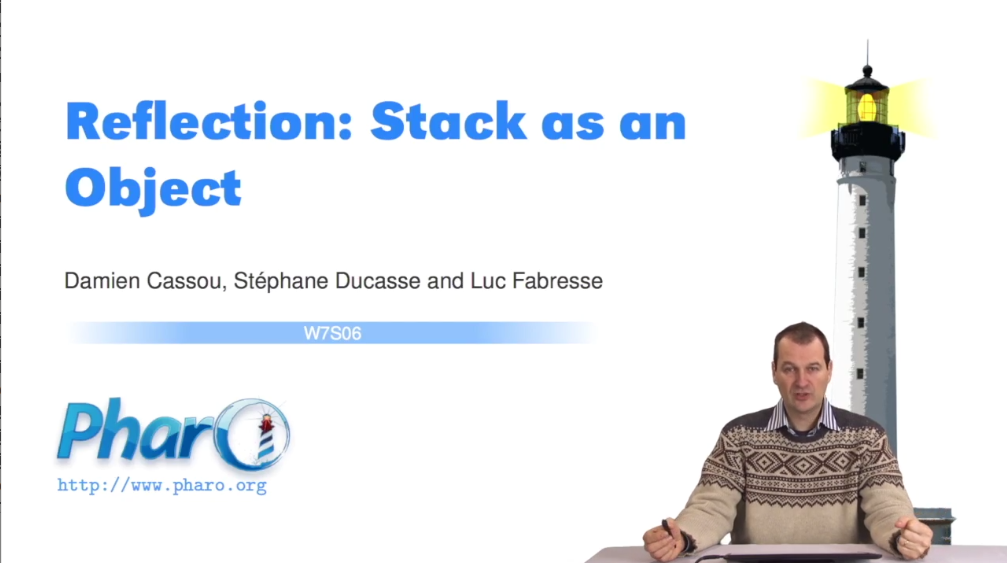 Reflection: Stack as an
Object
Damien Cassou, Stéphane Ducasse and Luc Fabresse
W7S06
Pharo
http://www.pharo.org